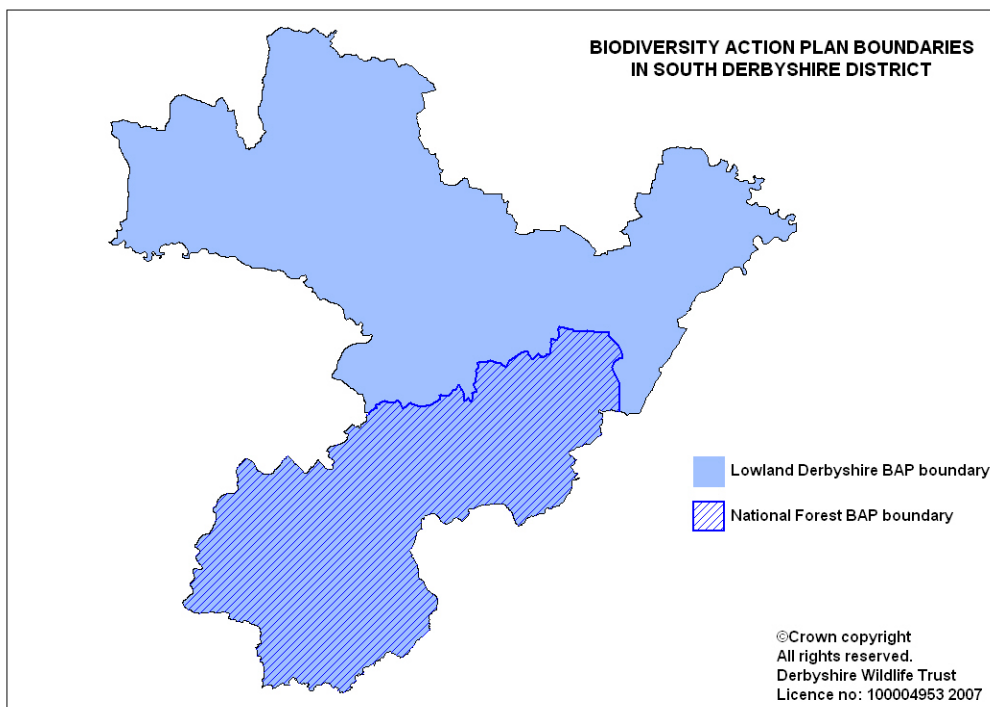 BIODIVERSITY ACTION PLAN BOUNDARIES
IN SOUTH DERBYSHIRE DISTRICT
Lowland Derbyshire BAP boundary
National Forest BAP boundary
©Crown copyright
All rights reserved.
Derbyshire Wildlife Trust
Licence no: 100004953 2007